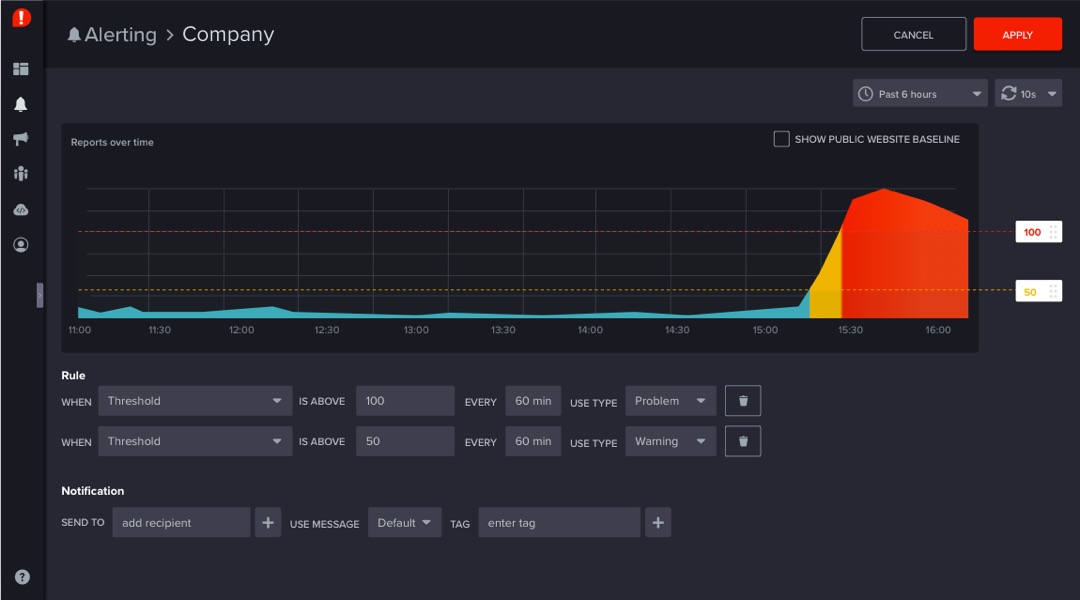 Alerting > Company
CANCEL
APPLY
Past 6 hours
10s
Reports over time
SHOW PUBLIC WEBSITE BASELINE
100
50
11:00 11:30 12:00 12:30 13:00 13:30 14:00 14:30 15:00 15:30 16:00
Rule
WHEN Threshold IS ABOVE 100 EVERY 60 min USE TYPE Problem
WHEN Threshold IS ABOVE 50 EVERY 60 min USE TYPE Warning
Notification
SEND TO add recipient + USE MESSAGE Default TAG enter tag +
?